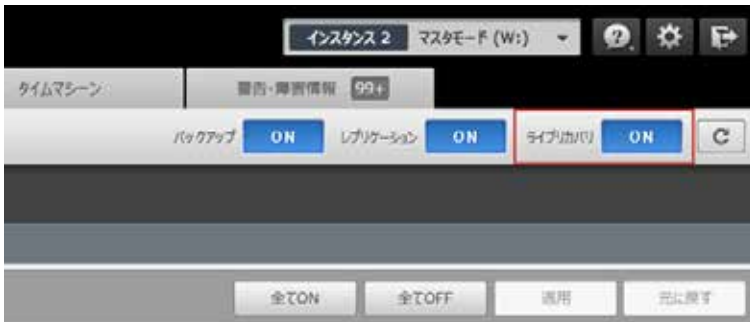 インスタンス 2 マスタモード (W:)
タイムマシーン 警告・障害情報 99+
バックアップ ON レプリケーション ON ライブリカバリ ON
全てON 全てOFF 適用 元に戻す